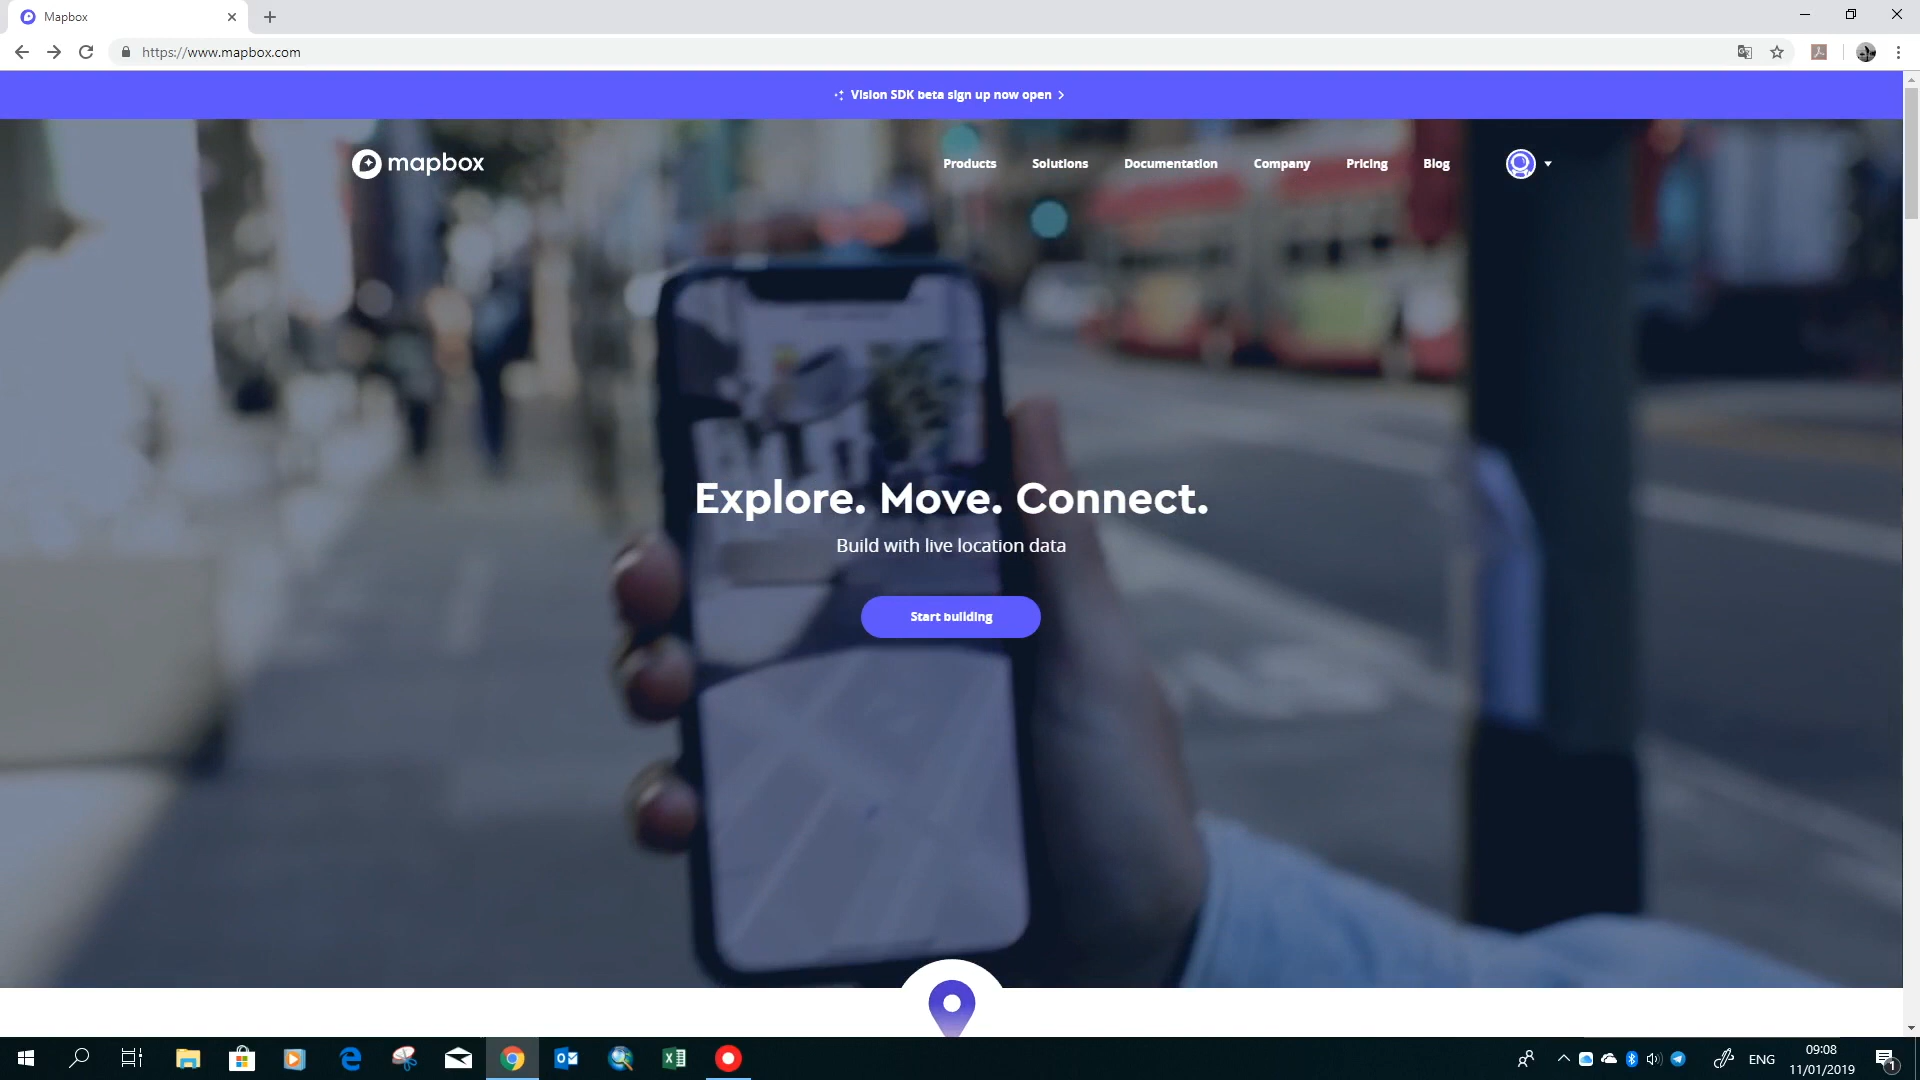 Mapbox
https://www.mapbox.com
Vision SDK beta sign up now open
mapbox
Products
Solutions
Documentation
Company
Pricing
Blog
Explore. Move. Connect.
Build with live location data
Start building
ENG
09:08
11/01/2019
1